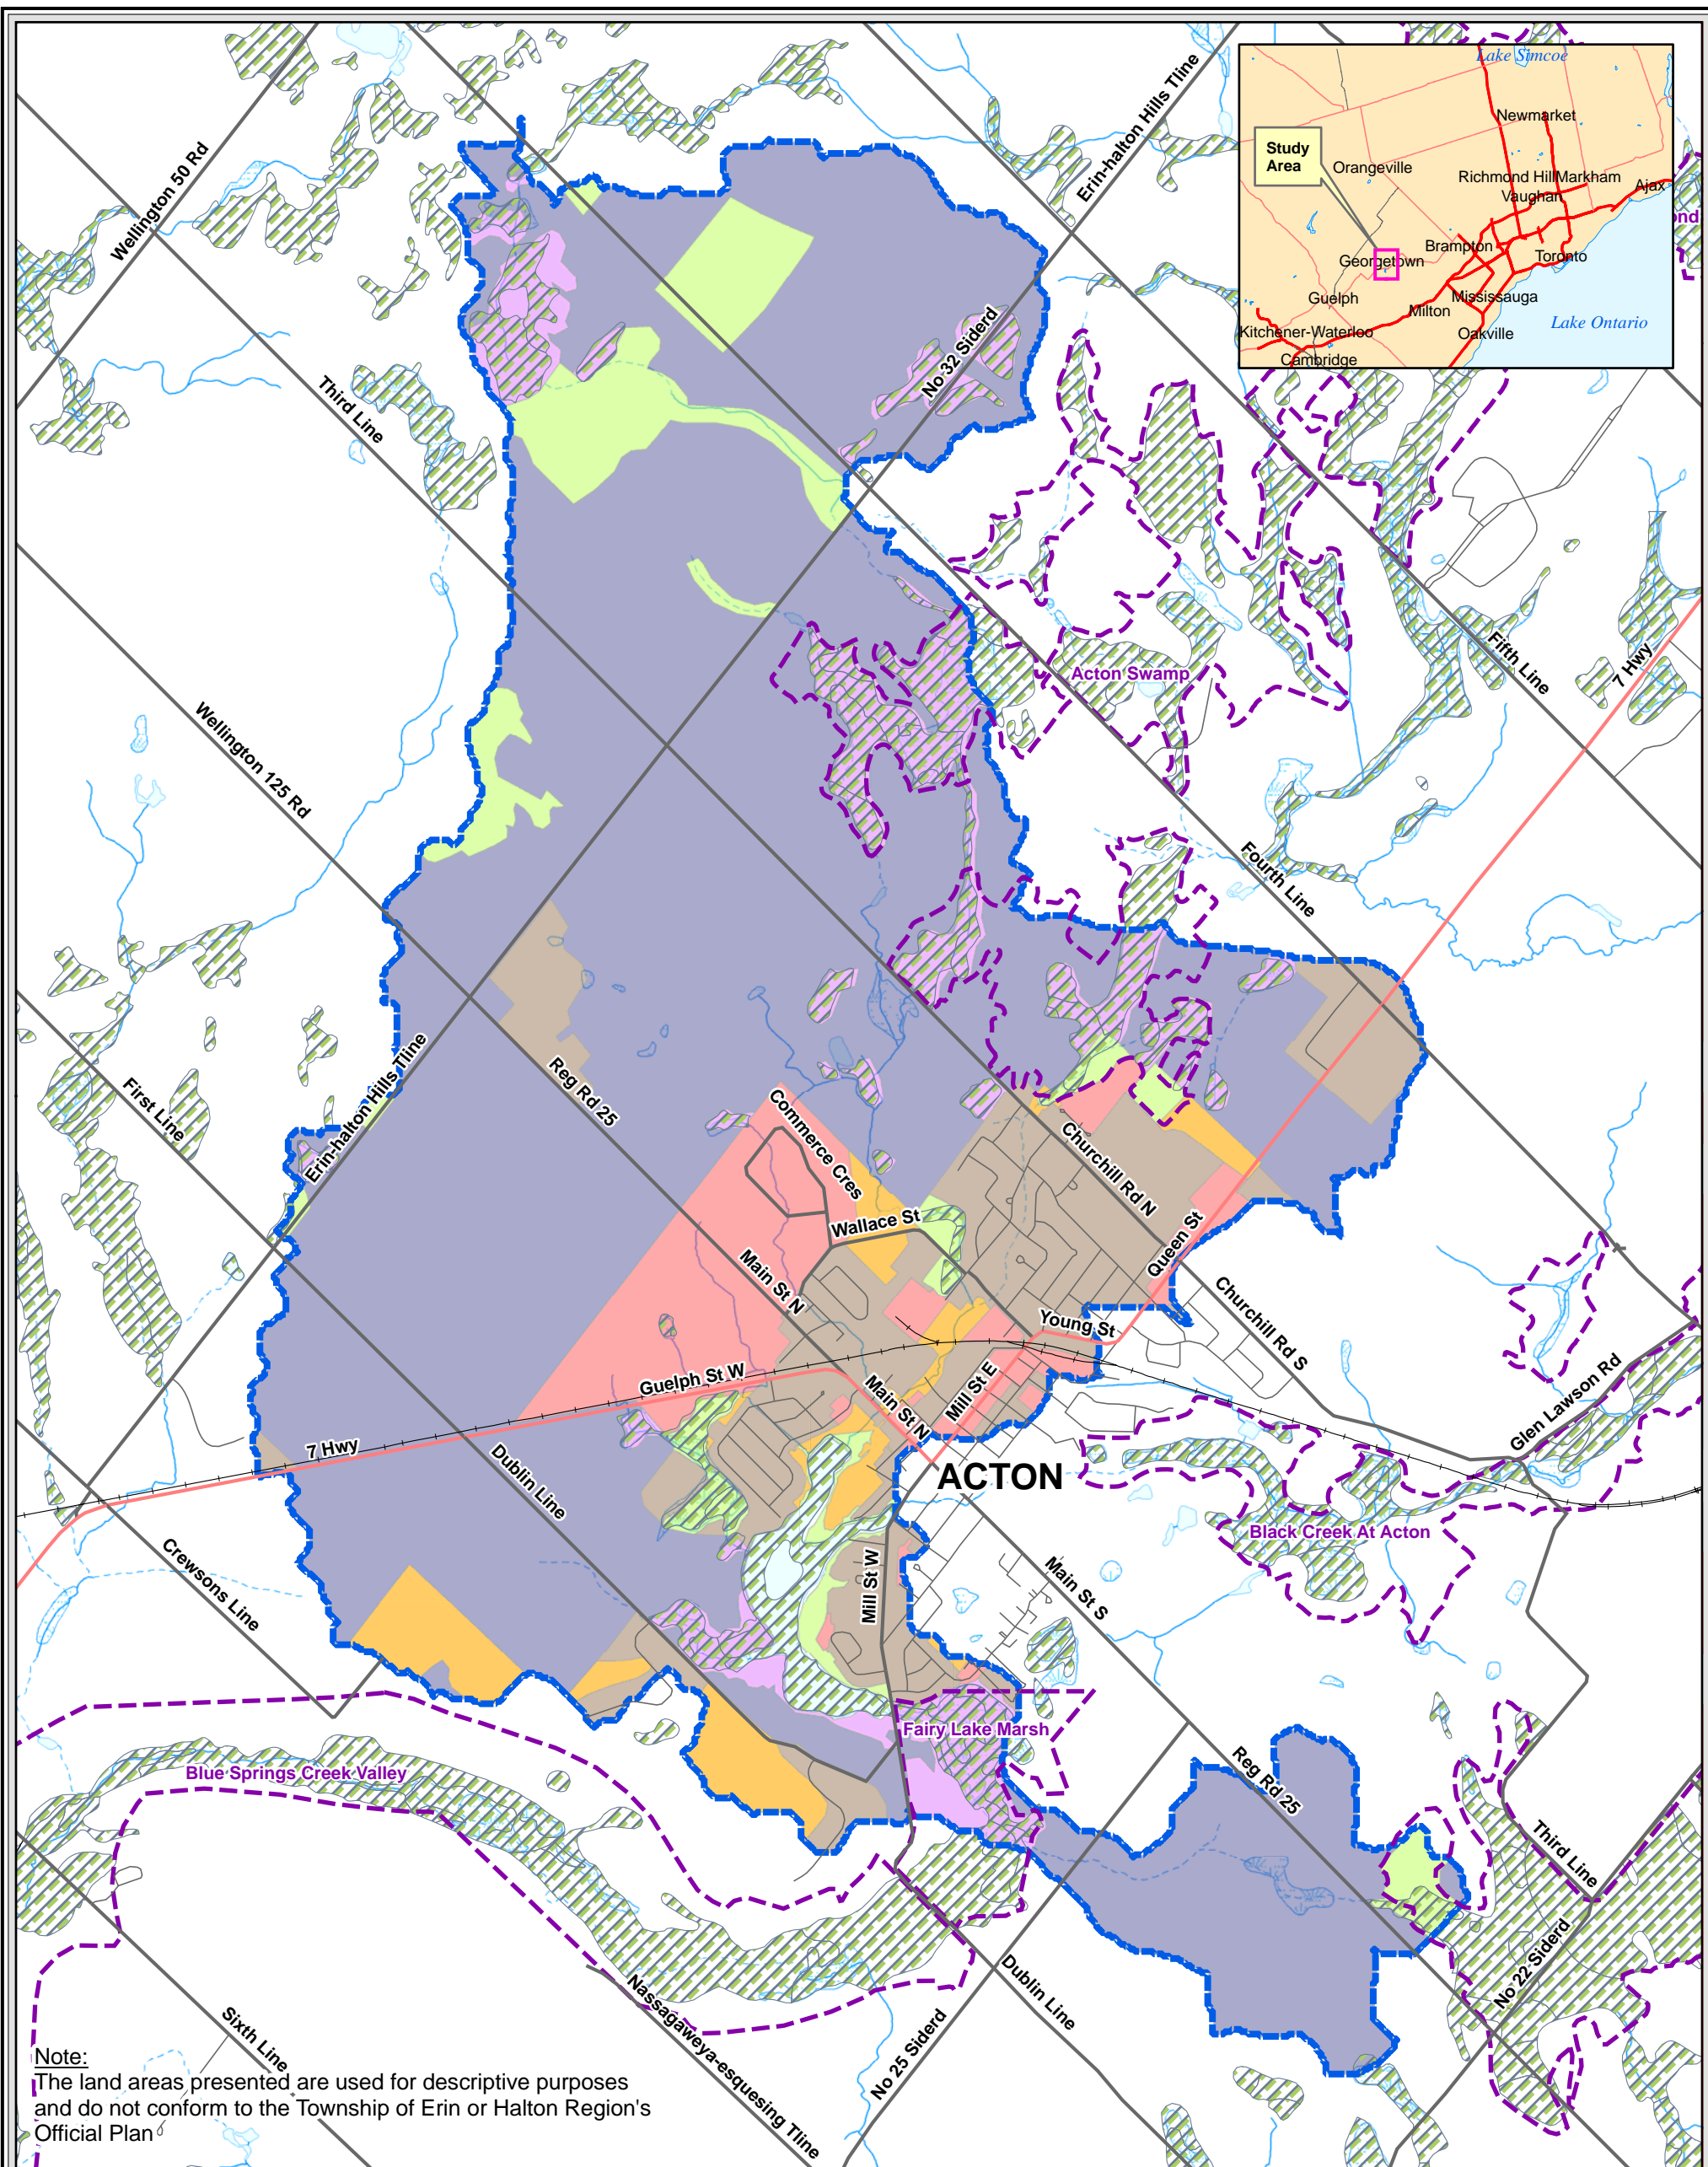 Lake Simcoe
Newmarket
Study
Area
Orangeville
Richmond Hill
Markham
Vaughan
Ajax
Brampton
Toronto
Georgetown
Guelph
Mississauga
Milton
Lake Ontario
Kitchener-Waterloo
Oakville
Cambridge
ond
Wellington 50 Rd
Erin-halton Hills Tline
Third Line
No 32 Siderd
Fifth Line
7 Hwy
Acton Swamp
Wellington 125 Rd
Fourth Line
Reg Rd 25
First Line
Erin-halton Hills Tline
Commerce Cres
Churchill Rd N
Wallace St
Queen St
Main St N
Churchill Rd S
Young St
Guelph St W
Main St N
Mill St E
Glen Lawson Rd
7 Hwy
Dublin Line
ACTON
Black Creek At Acton
Crewsons Line
Mill St W
Main St S
Fairy Lake Marsh
Blue Springs Creek Valley
Reg Rd 25
Third Line
No 22 Siderd
Dublin Line
Nassagaweya-esquesing Tline
Sixth Line
No 25 Siderd
Note:
The land areas presented are used for descriptive purposes
and do not conform to the Township of Erin or Halton Region's
Official Plan